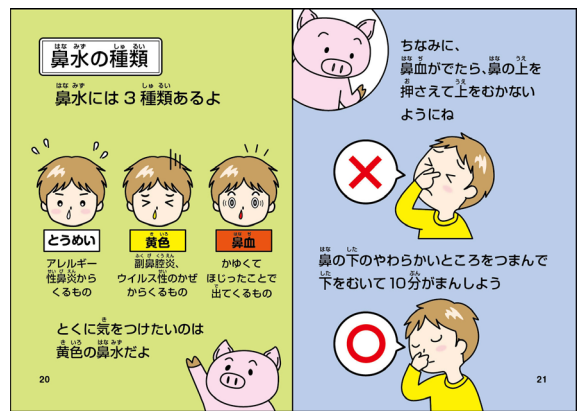 鼻水の種類
鼻水には3種類あるよ
とうめい
アレルギー
性鼻炎から
くるもの
黄色
副鼻腔炎、
ウイルス性のかぜ
からくるもの
鼻血
かゆくて
ほじったことで
出てくるもの
とくに気をつけたいのは
黄色の鼻水だよ
20
ちなみに、
鼻血がでたら、鼻の上を
押さえて上をむかない
ようにね
鼻の下のやわらかいところをつまんで
下をむいて10分がまんしよう
21